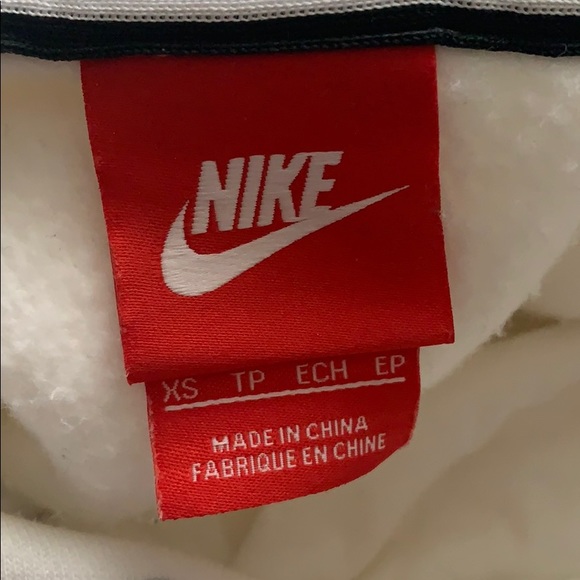 NIKE
XS TP ECH EP
MADE IN CHINA
FABRIQUE EN CHINE